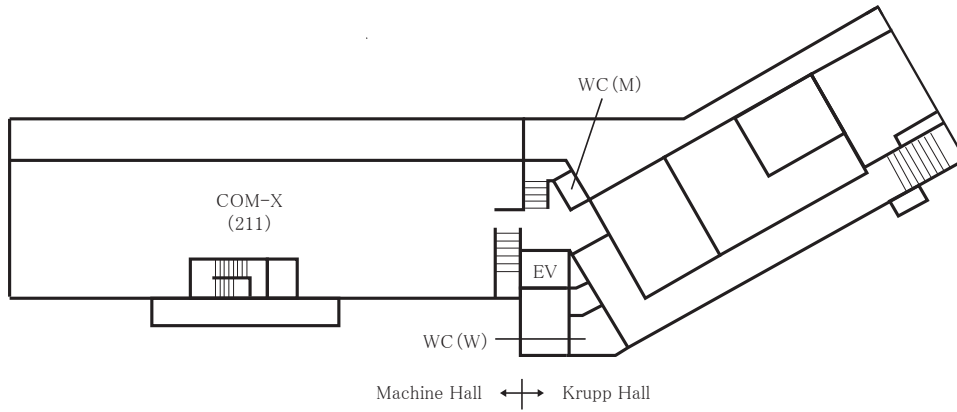 WC(M)
COM-X
(211)
EV
WC(W)
Machine Hall
Krupp Hall